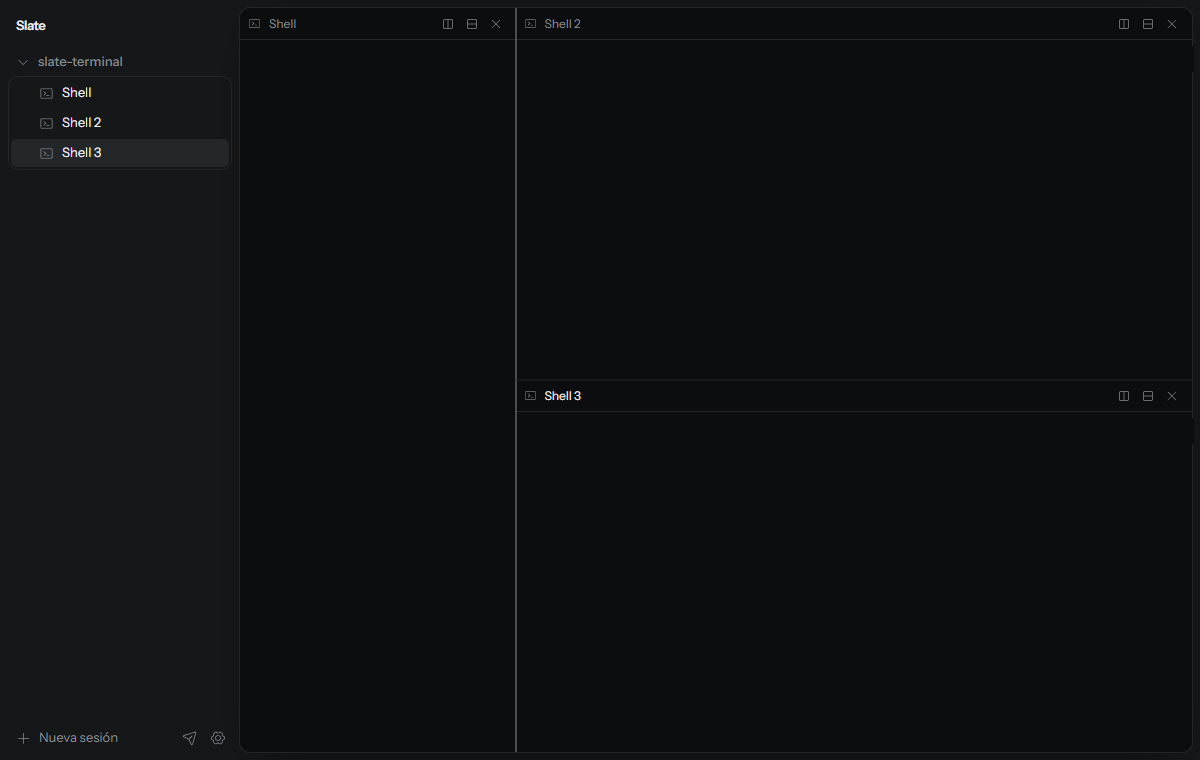 Slate
slate-terminal
Shell
Shell 2
Shell 3
Nueva sesión
Shell
Shell 2
Shell 3